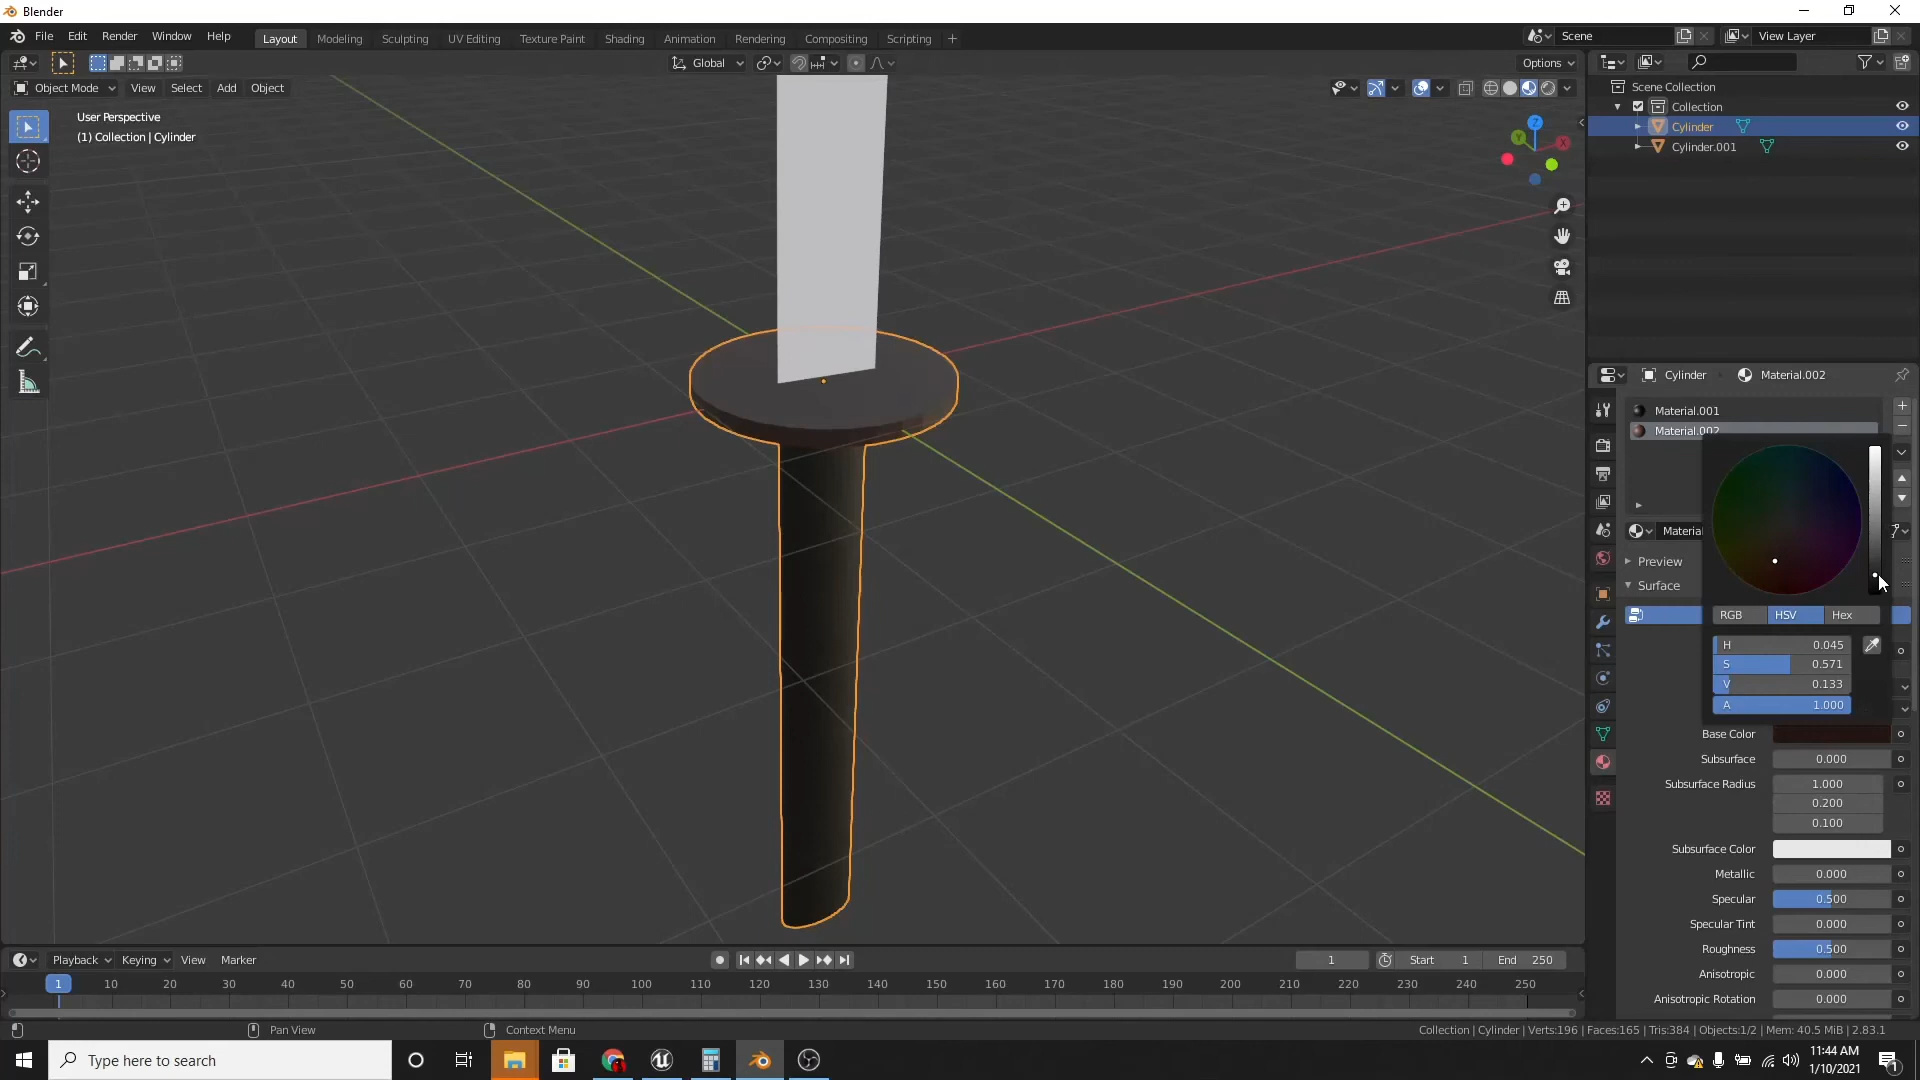 Blender
File Edit Render Window Help
Layout Modeling Sculpting UV Editing Texture Paint Shading Animation Rendering Compositing Scripting +
Scene
View Layer
Global
Options
Object Mode View Select Add Object
User Perspective
(1) Collection | Cylinder
Z
Y
X
Scene Collection
Collection
Cylinder
Cylinder.001
Cylinder
Material.002
Material.001
Material.002
Material
Preview
Surface
RGB HSV Hex
H 0.045
S 0.571
V 0.133
A 1.000
Base Color
Subsurface 0.000
Subsurface Radius 1.000
0.200
0.100
Subsurface Color
Metallic 0.000
Specular 0.500
Specular Tint 0.000
Roughness 0.500
Anisotropic 0.000
Anisotropic Rotation 0.000
Playback Keying View Marker
1
Start 1
End 250
1 10 20 30 40 50 60 70 80 90 100 110 120 130 140 150 160 170 180 190 200 210 220 230 240 250
Pan View
Context Menu
Collection | Cylinder | Verts:196 | Faces:165 | Tris:384 | Objects:1/2 | Mem: 40.5 MiB | 2.83.1
Type here to search
11:44 AM
1/10/2021
1